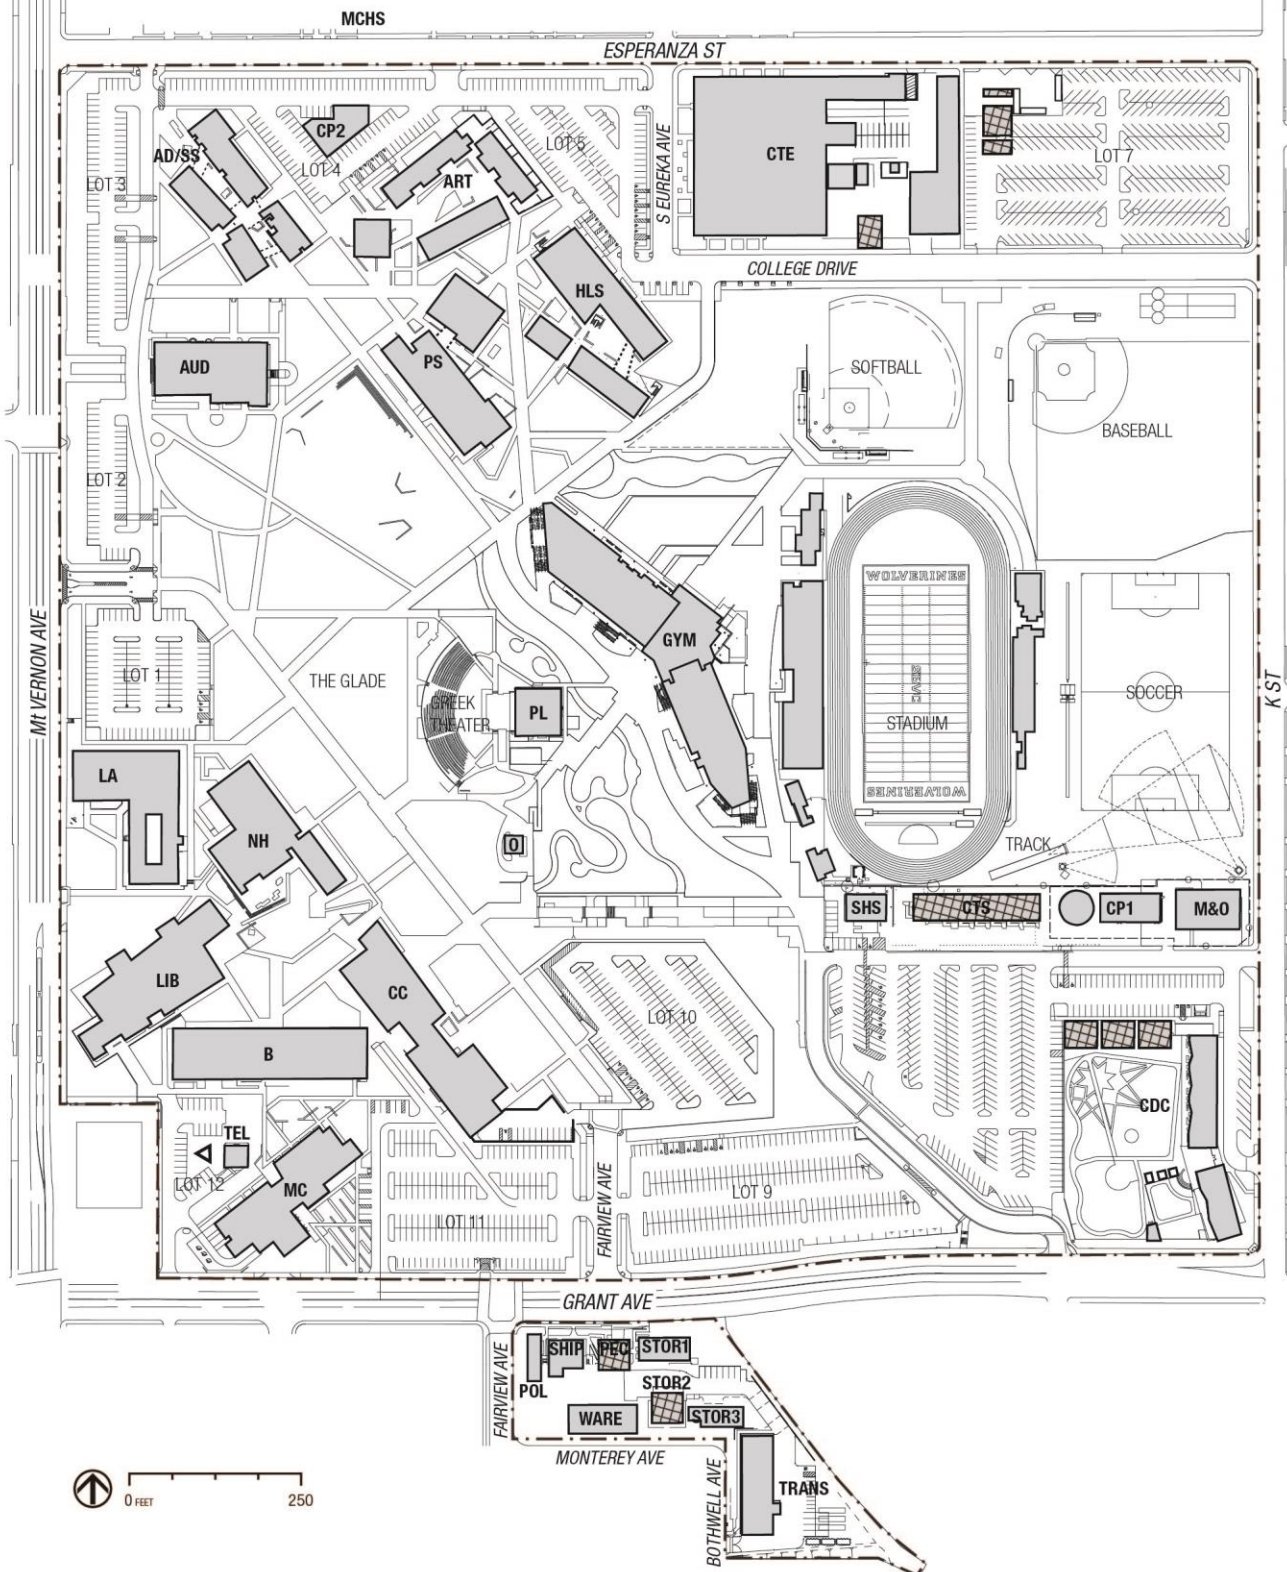 MCHS
ESPERANZA ST
AD/SS
CP2
LOT 3
LOT 4
ART
LOT 5
S EUREKA AVE
CTE
LOT 7
COLLEGE DRIVE
HLS
AUD
PS
SOFTBALL
BASEBALL
LOT 2
Mt VERNON AVE
LOT 1
THE GLADE
GREEK
THEATER
PL
GYM
WOLVERINES
SBVC
STADIUM
WOLVERINES
SOCCER
K ST
LA
NH
O
TRACK
SHS
CTS
CP1
M&O
LIB
CC
LOT 10
B
CDC
TEL
LOT 12
MC
LOT 11
FAIRVIEW AVE
LOT 9
GRANT AVE
FAIRVIEW AVE
SHIP
PEC
STOR1
POL
STOR2
WARE
STOR3
MONTEREY AVE
BOTHWELL AVE
TRANS
0 FEET
250